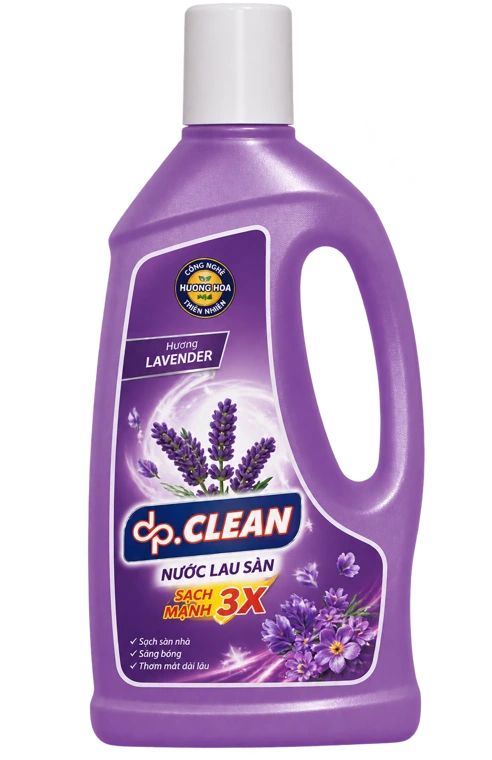 CÔNG NGHỆ
HƯƠNG HOA
THIÊN NHIÊN
Hương
LAVENDER
dp.CLEAN
NƯỚC LAU SÀN
SẠCH
MẠNH 3X
✓ Sạch sàn nhà
✓ Sáng bóng
✓ Thơm mát dài lâu